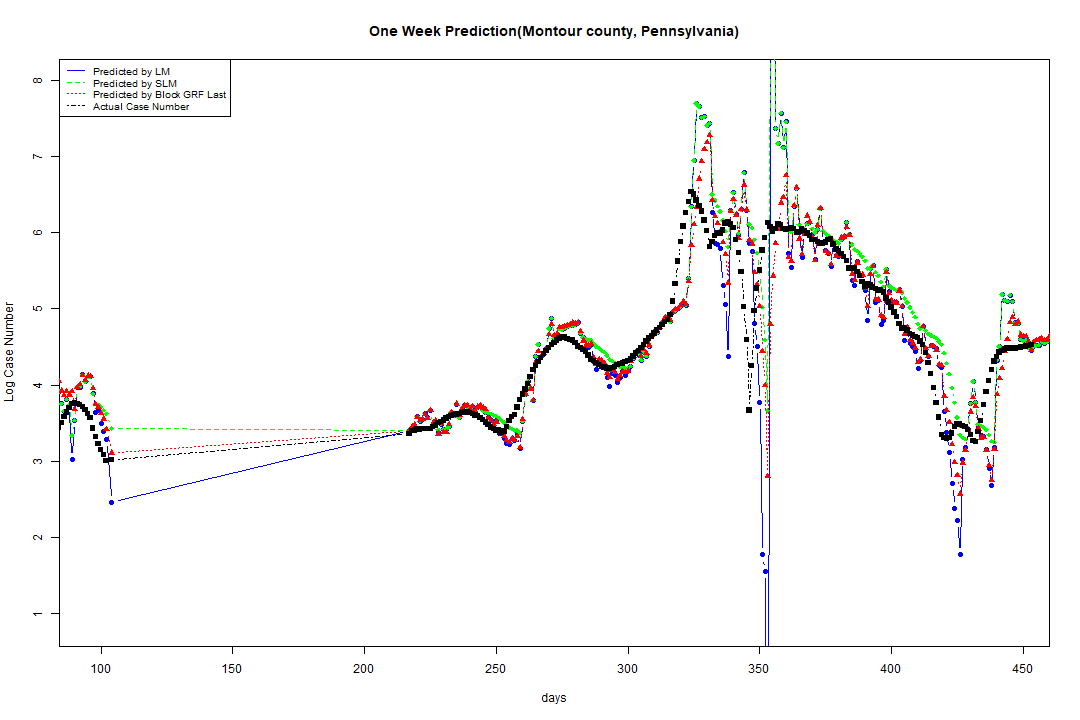 One Week Prediction(Montour county, Pennsylvania)
Predicted by LM
Predicted by SLM
Predicted by Block GRF Last
Actual Case Number
8
7
6
5
4
3
2
1
Log Case Number
100 150 200 250 300 350 400 450
days